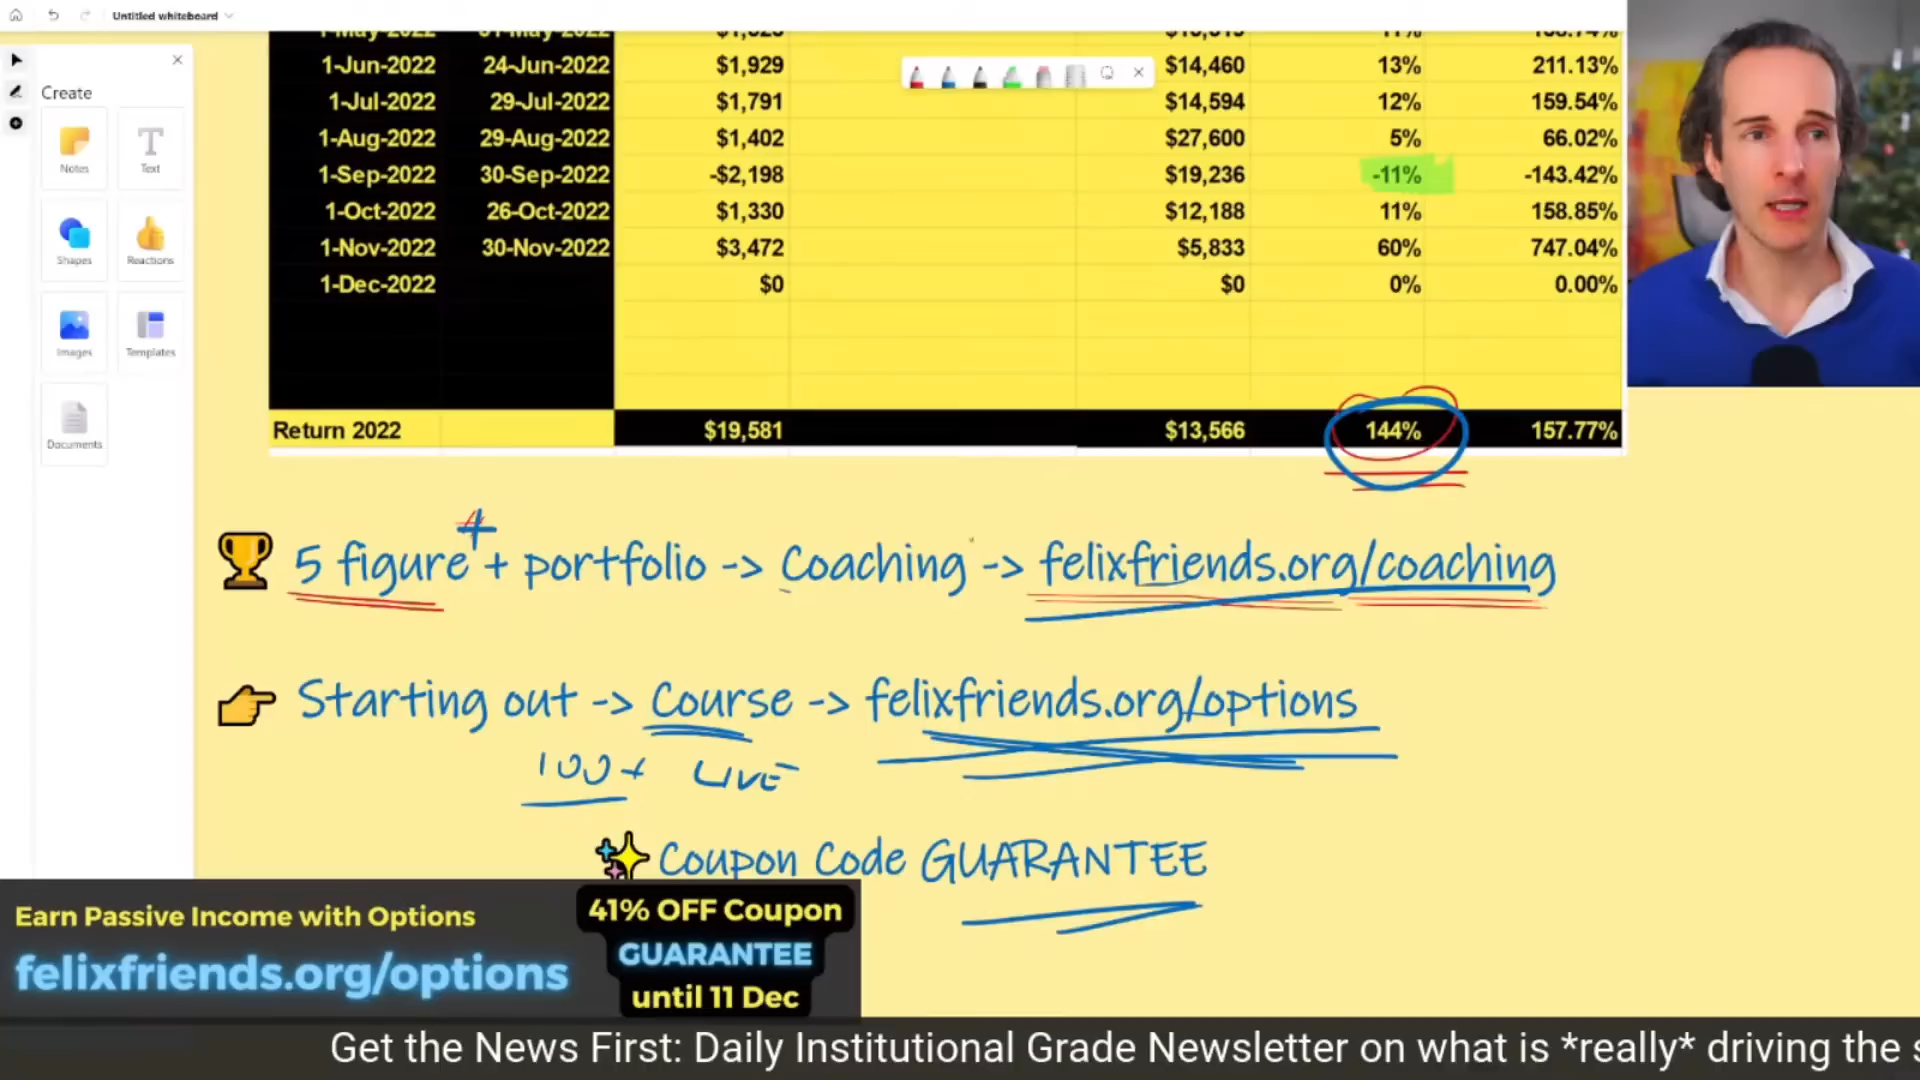 Untitled whiteboard
Create
Notes
Text
Shapes
Reactions
Images
Templates
Documents
1-Jun-2022 24-Jun-2022 $1,929 $14,460 13% 211.13%
1-Jul-2022 29-Jul-2022 $1,791 $14,594 12% 159.54%
1-Aug-2022 29-Aug-2022 $1,402 $27,600 5% 66.02%
1-Sep-2022 30-Sep-2022 -$2,198 $19,236 -11% -143.42%
1-Oct-2022 26-Oct-2022 $1,330 $12,188 11% 158.85%
1-Nov-2022 30-Nov-2022 $3,472 $5,833 60% 747.04%
1-Dec-2022 $0 $0 0% 0.00%
Return 2022 $19,581 $13,566 144% 157.77%
5 figure + portfolio -> Coaching -> felixfriends.org/coaching
Starting out -> Course -> felixfriends.org/options
100+ LIVE
Coupon Code GUARANTEE
Earn Passive Income with Options
felixfriends.org/options
41% OFF Coupon
GUARANTEE
until 11 Dec
Get the News First: Daily Institutional Grade Newsletter on what is *really* driving the s